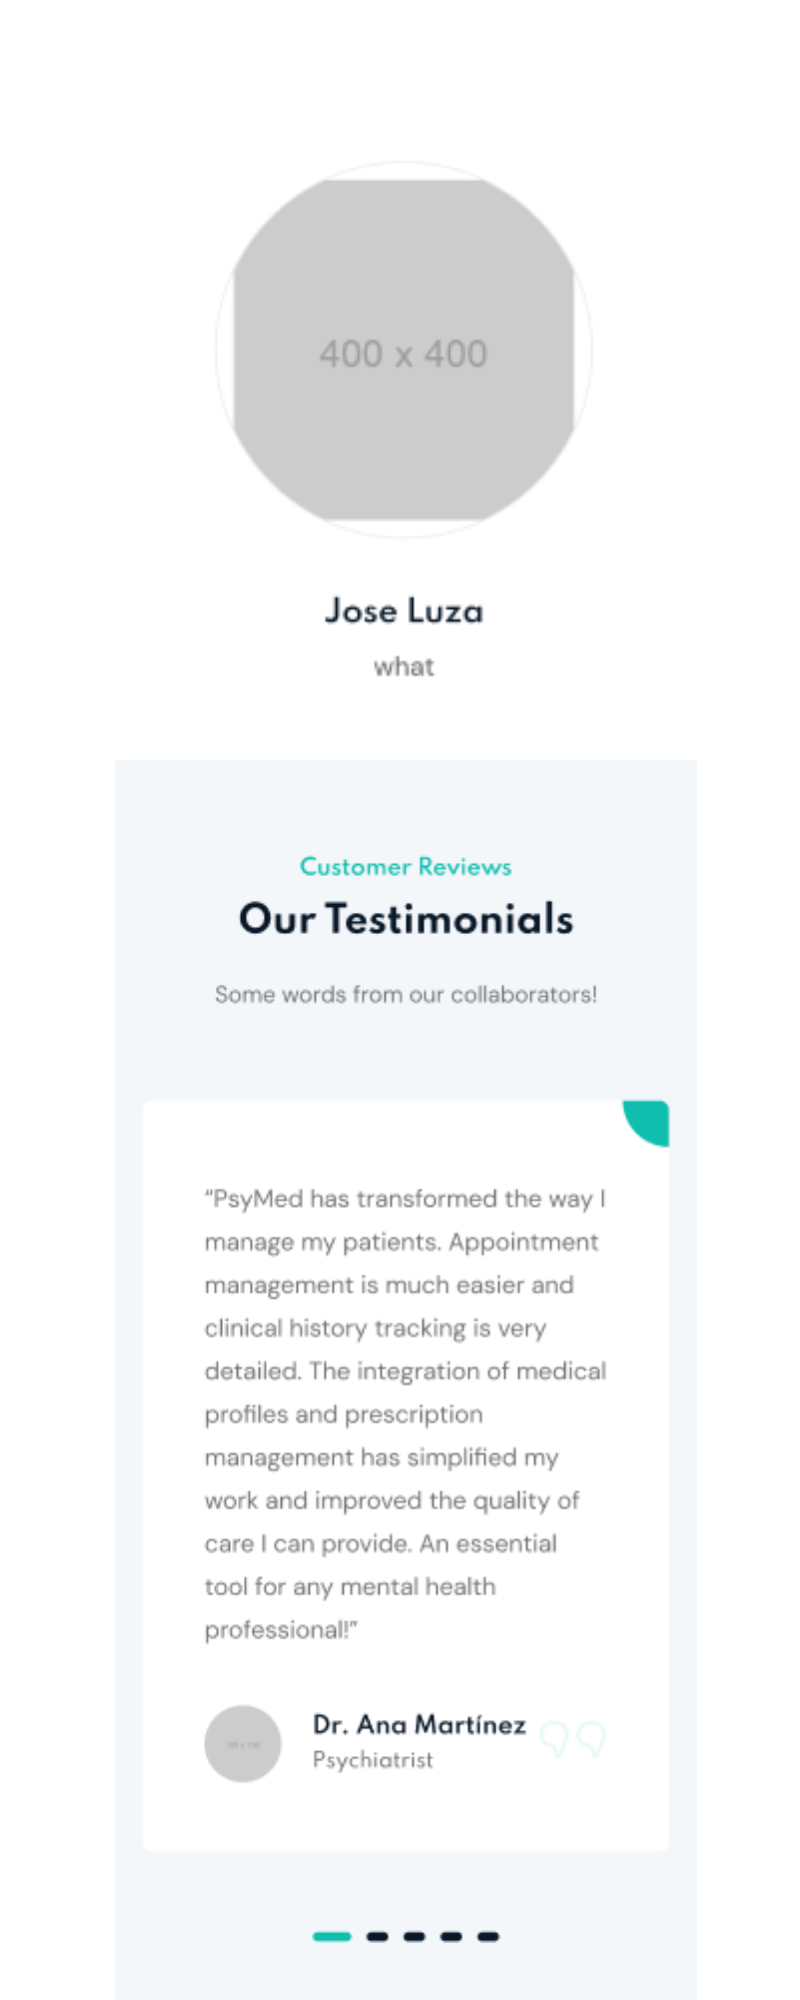 400 x 400
Jose Luza
what
Customer Reviews
Our Testimonials
Some words from our collaborators!
“PsyMed has transformed the way I
manage my patients. Appointment
management is much easier and
clinical history tracking is very
detailed. The integration of medical
profiles and prescription
management has simplified my
work and improved the quality of
care I can provide. An essential
tool for any mental health
professional!”
Dr. Ana Martínez
Psychiatrist